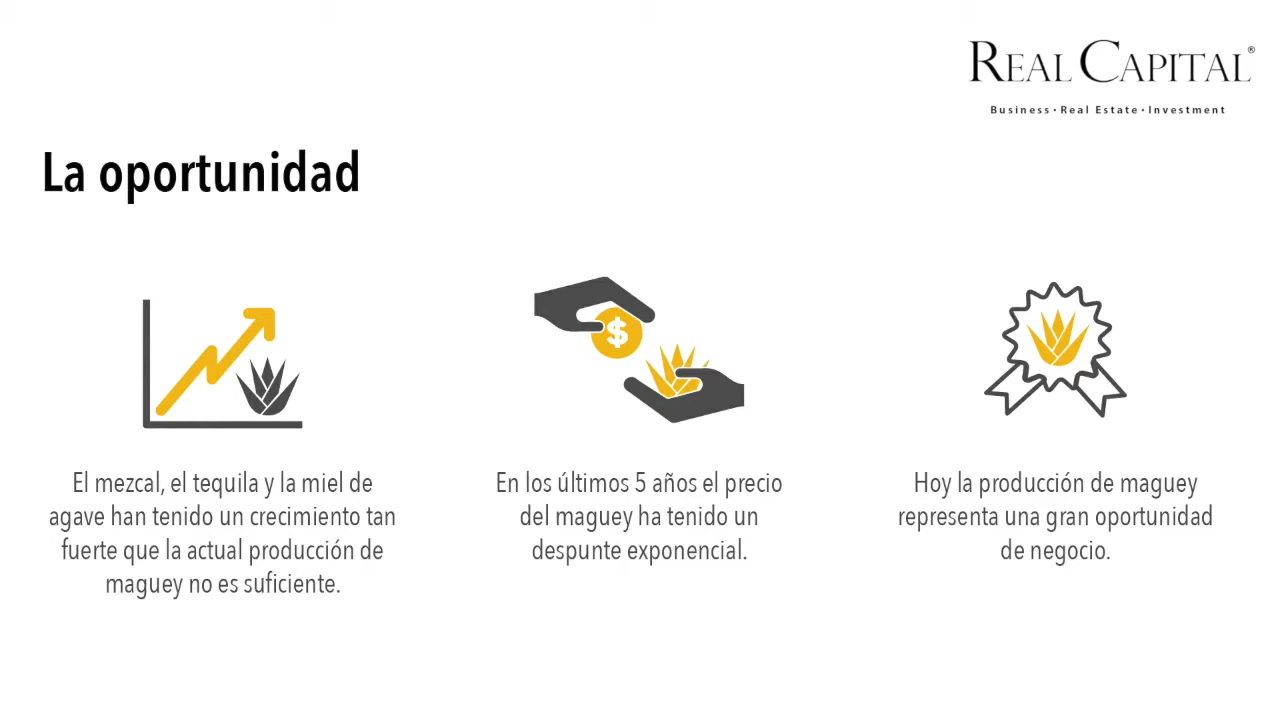 REAL CAPITAL®
Business • Real Estate • Investment
La oportunidad
$
El mezcal, el tequila y la miel de
agave han tenido un crecimiento tan
fuerte que la actual producción de
maguey no es suficiente.
En los últimos 5 años el precio
del maguey ha tenido un
despunte exponencial.
Hoy la producción de maguey
representa una gran oportunidad
de negocio.